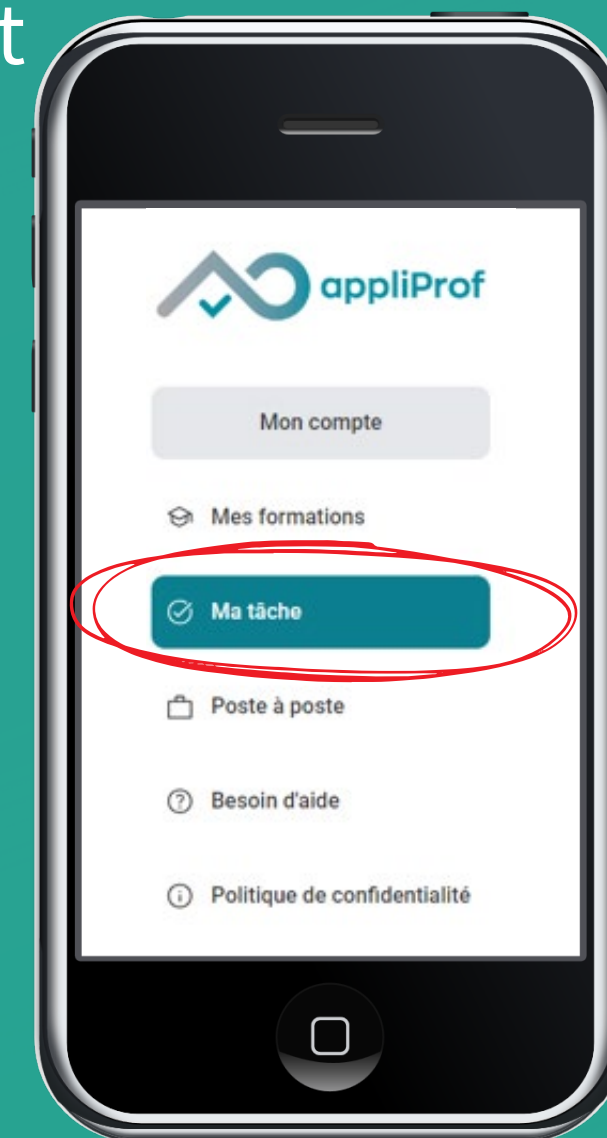 t
appliProf
Mon compte
Mes formations
Ma tâche
Poste à poste
Besoin d'aide
Politique de confidentialité